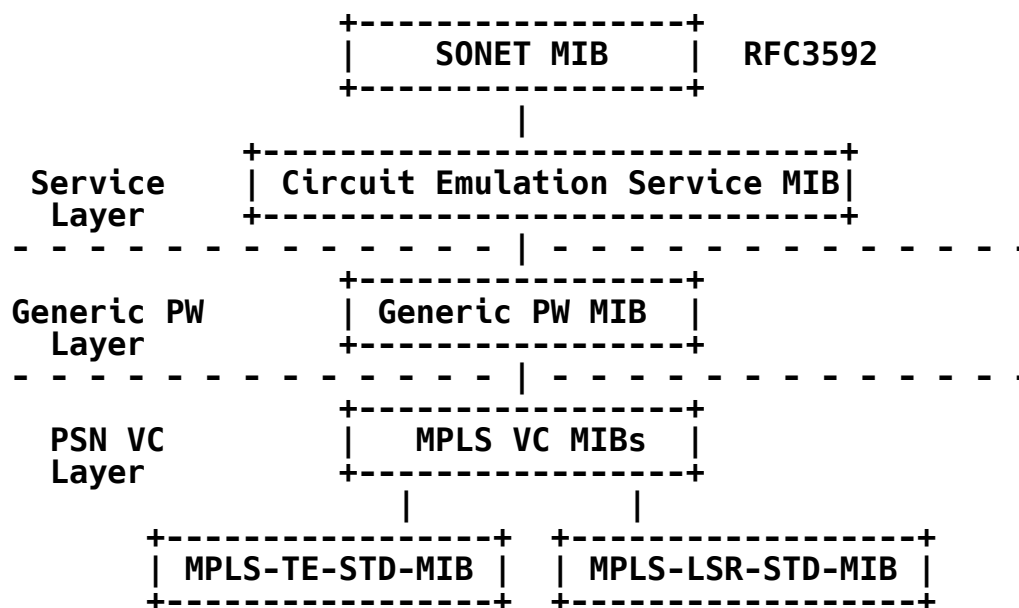 SONET MIB RFC3592
Service Circuit Emulation Service MIB
Layer
Generic PW Generic PW MIB
Layer
PSN VC MPLS VC MIBs
Layer
MPLS-TE-STD-MIB MPLS-LSR-STD-MIB